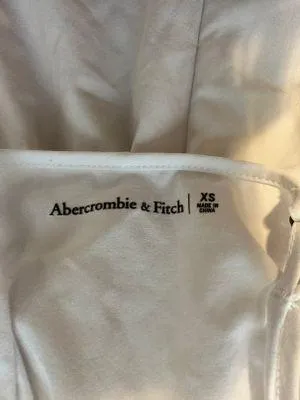 Abercrombie & Fitch | XS
MADE IN
CHINA